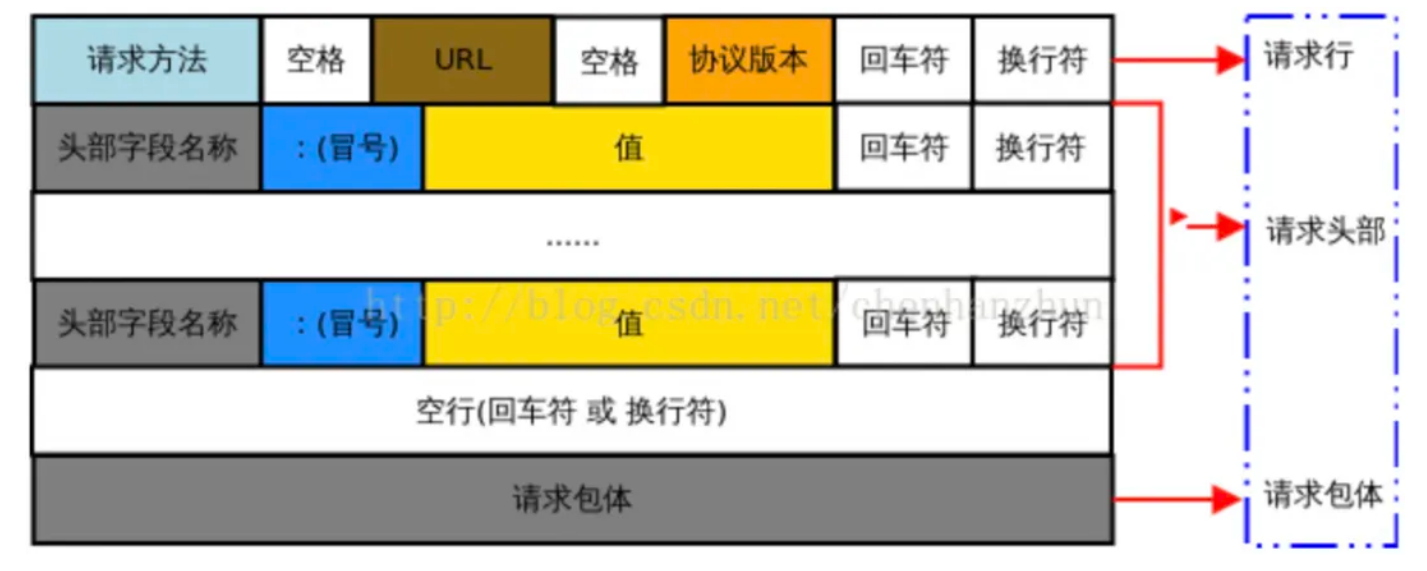 请求方法 空格 URL 空格 协议版本 回车符 换行符 请求行
头部字段名称 : (冒号) 值 回车符 换行符
...... 请求头部
http://blog.csdn.net/chephanzhun
头部字段名称 : (冒号) 值 回车符 换行符
空行(回车符 或 换行符)
请求包体 请求包体